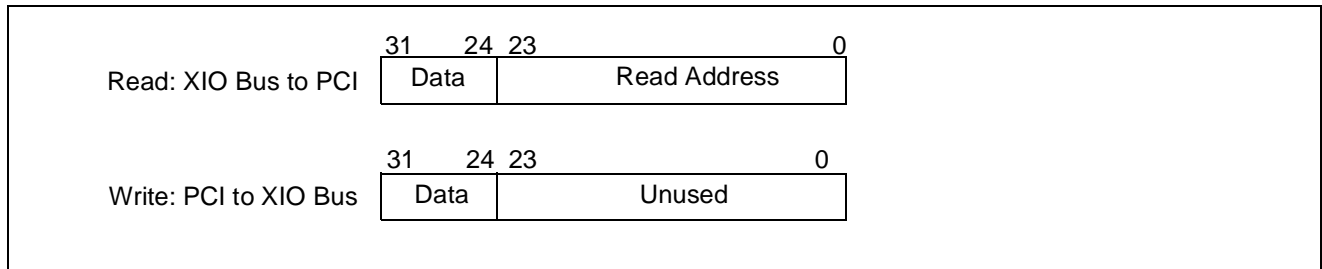 31 24 23 0
Read: XIO Bus to PCI Data Read Address
31 24 23 0
Write: PCI to XIO Bus Data Unused